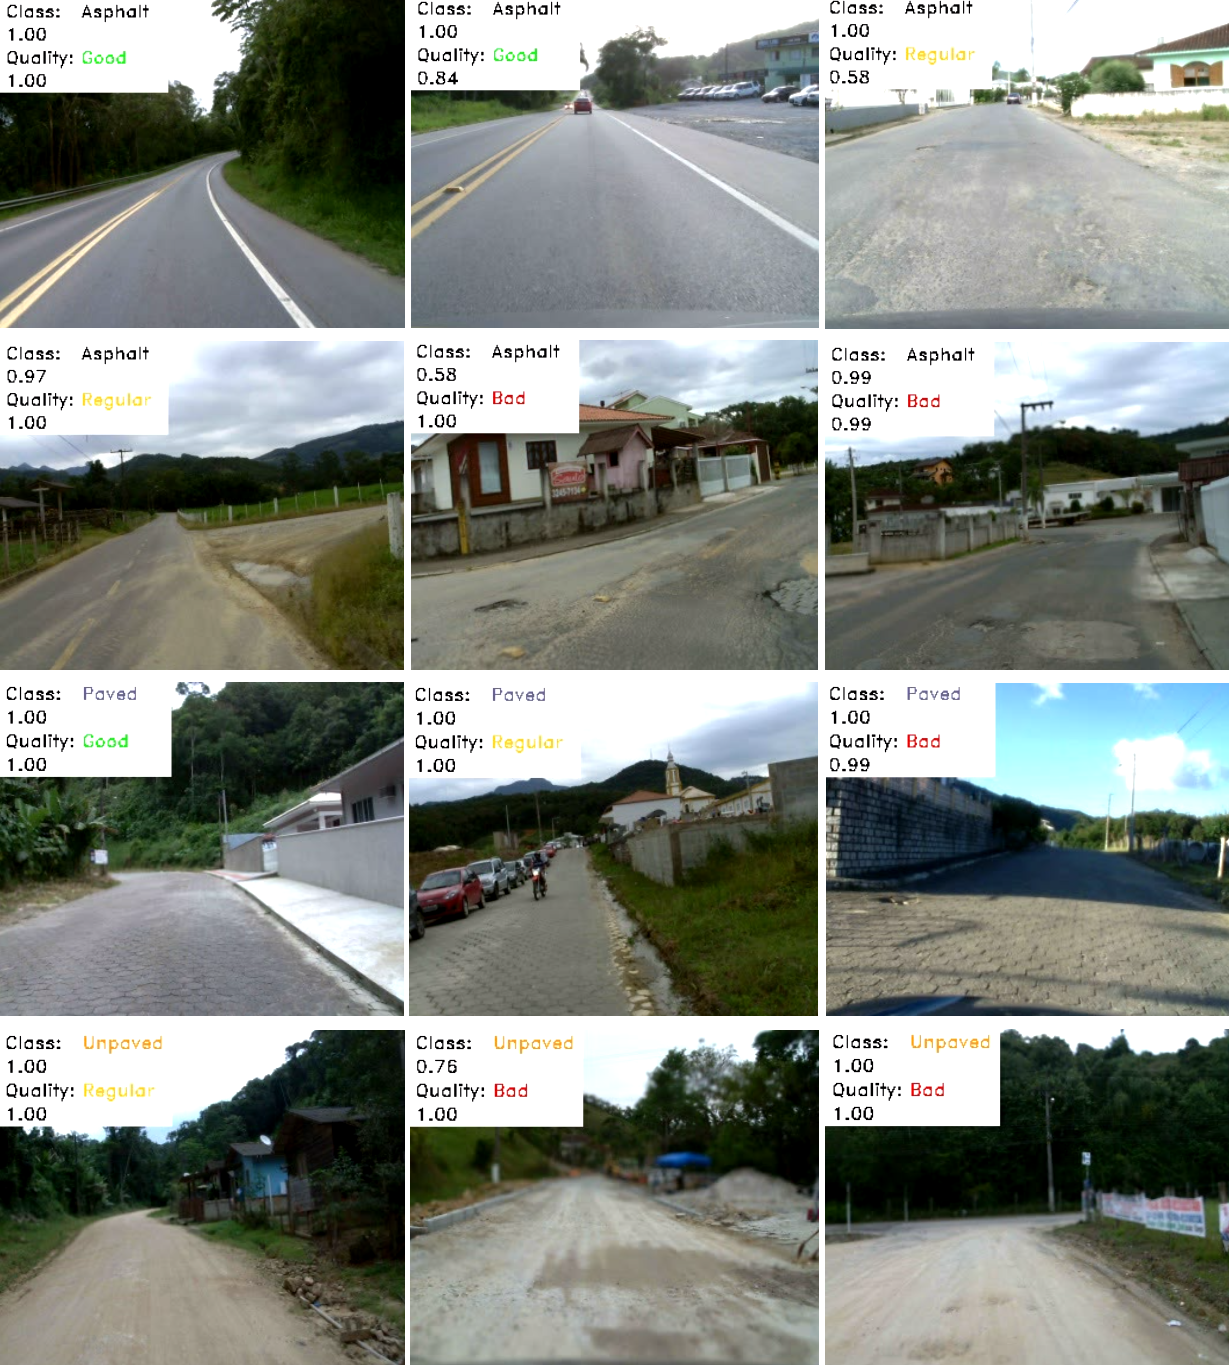 Class: Asphalt
1.00
Quality: Good
1.00
Class: Asphalt
1.00
Quality: Good
0.84
Class: Asphalt
1.00
Quality: Regular
0.58
Class: Asphalt
0.97
Quality: Regular
1.00
Class: Asphalt
0.58
Quality: Bad
1.00
Class: Asphalt
0.99
Quality: Bad
0.99
Class: Paved
1.00
Quality: Good
1.00
Class: Paved
1.00
Quality: Regular
1.00
Class: Paved
1.00
Quality: Bad
0.99
Class: Unpaved
1.00
Quality: Regular
1.00
Class: Unpaved
0.76
Quality: Bad
1.00
Class: Unpaved
1.00
Quality: Bad
1.00